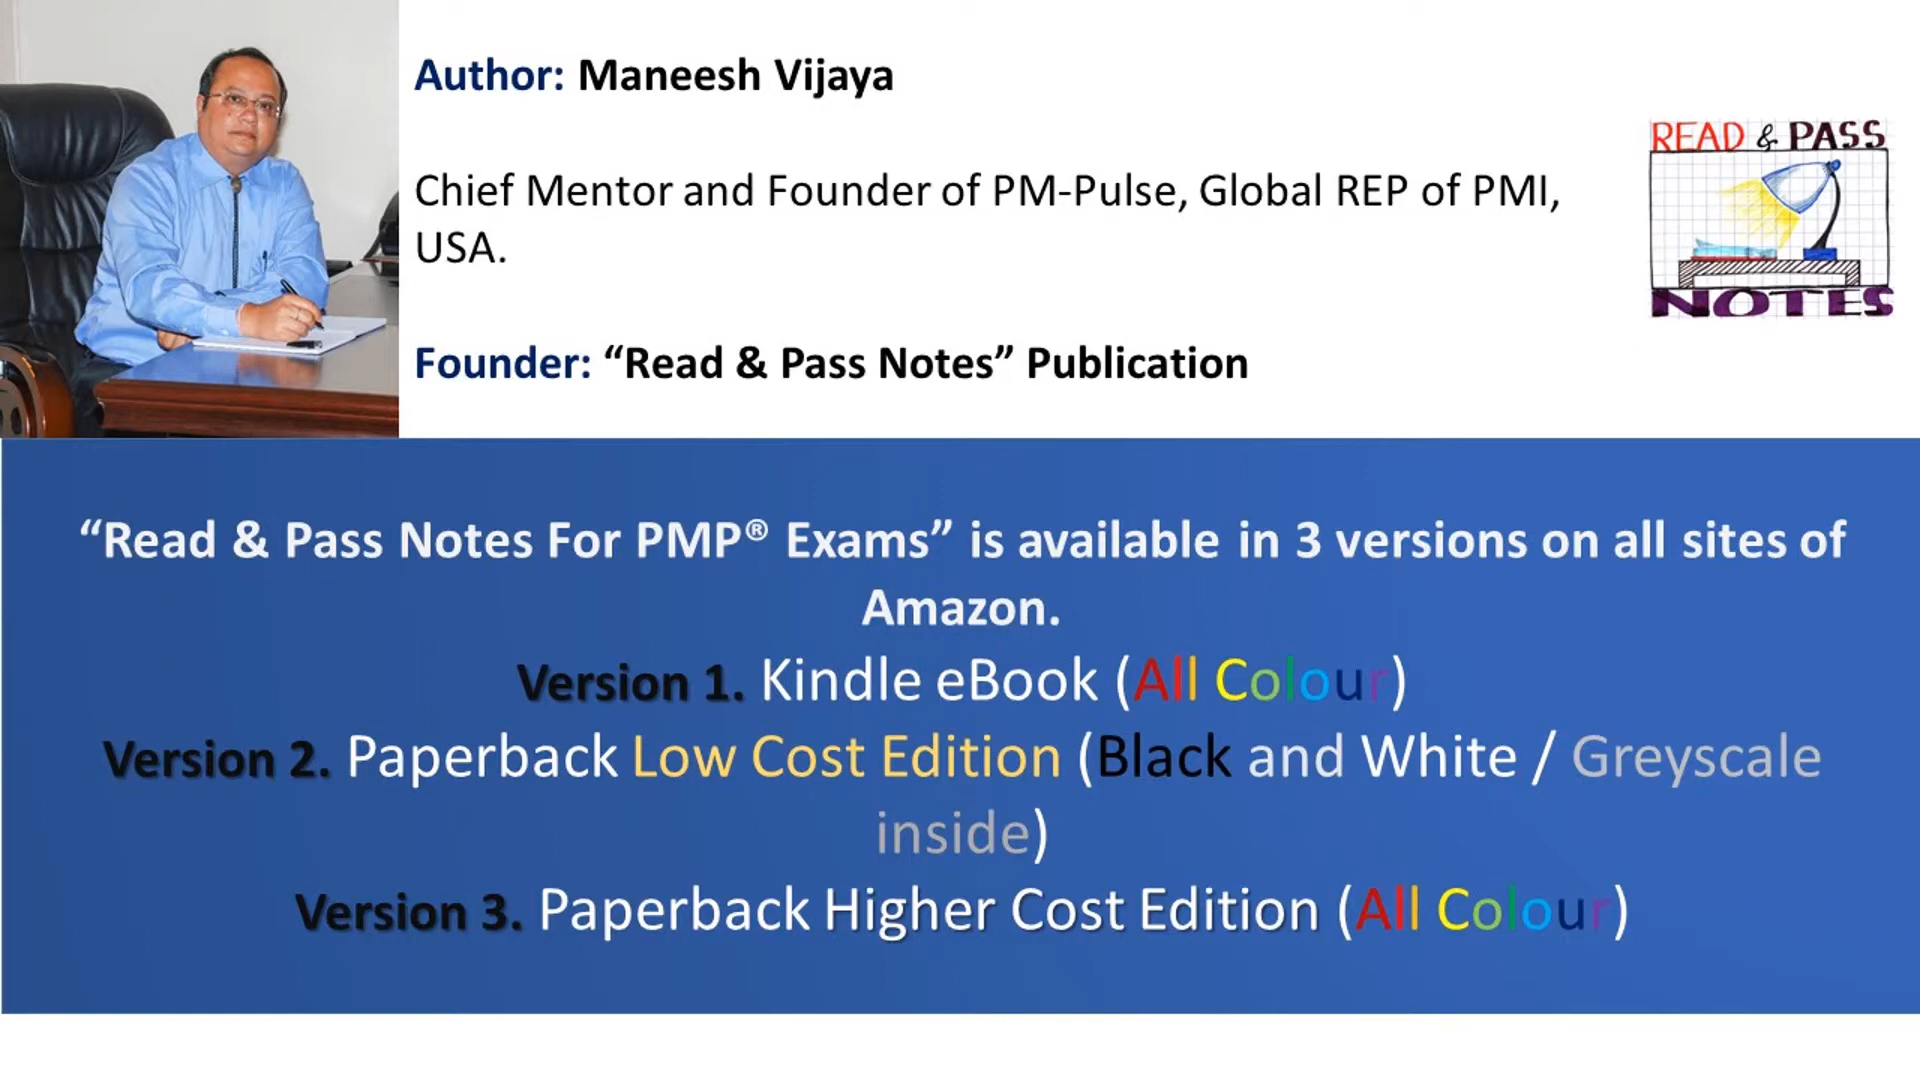 Author: Maneesh Vijaya
Chief Mentor and Founder of PM-Pulse, Global REP of PMI,
USA.
Founder: “Read & Pass Notes” Publication
READ & PASS
NOTES
“Read & Pass Notes For PMP® Exams” is available in 3 versions on all sites of
Amazon.
Version 1. Kindle eBook (All Colour)
Version 2. Paperback Low Cost Edition (Black and White / Greyscale
inside)
Version 3. Paperback Higher Cost Edition (All Colour)